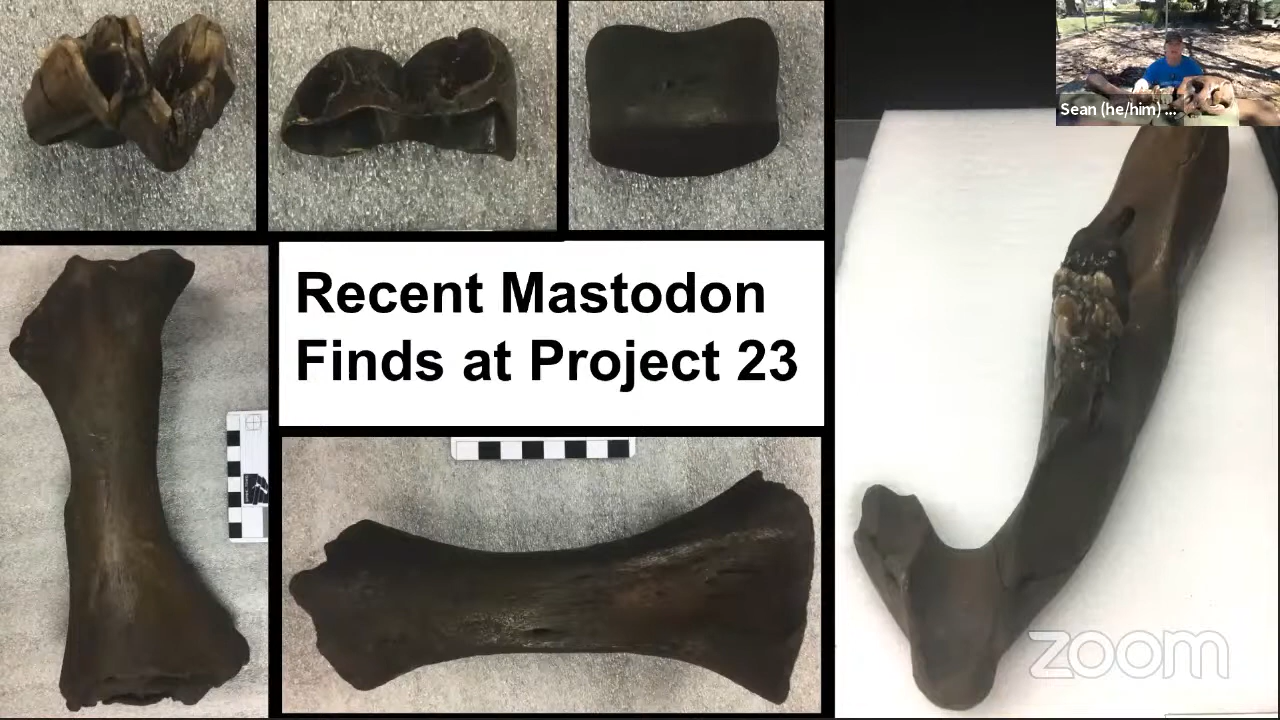 Sean (he/him) ...
Recent Mastodon
Finds at Project 23
zoom